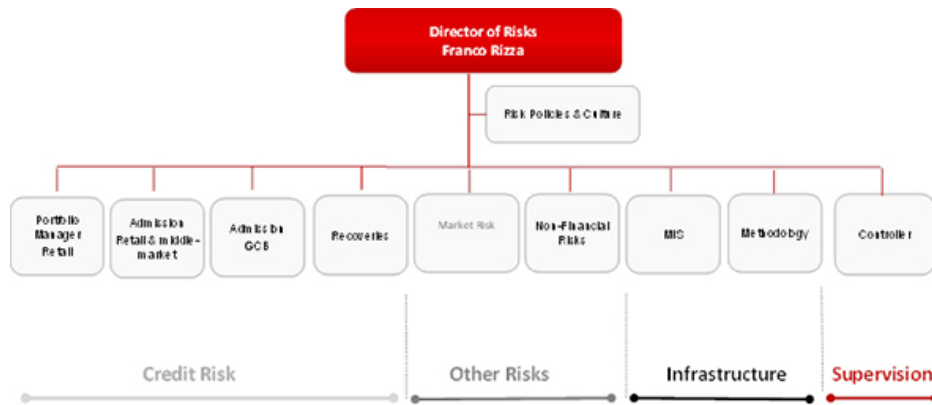 Director of Risks
Franco Rizza
Risk Policies & Culture
Portfolio
Manager
Retail
Admission
Retail & middle-
market
Admission
GCB
Recoveries
Market Risk
Non-Financial
Risks
MIS
Methodology
Controller
Credit Risk
Other Risks
Infrastructure
Supervision